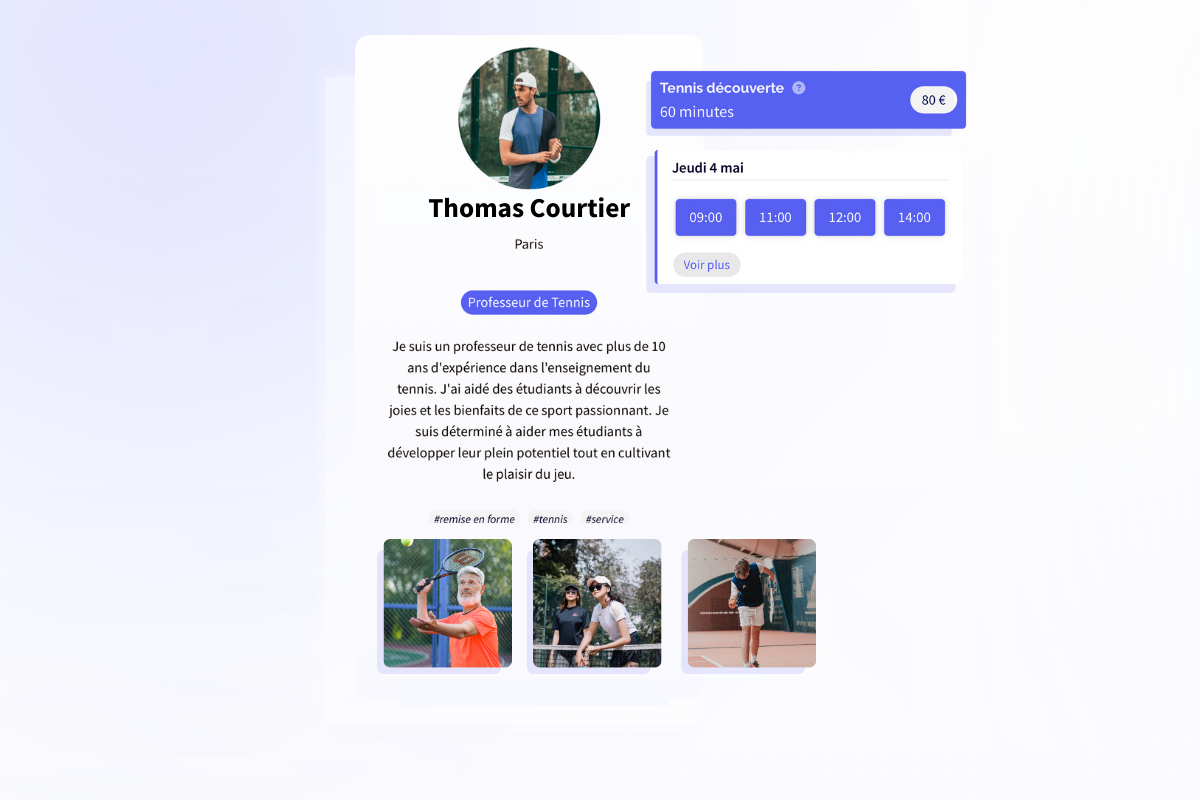 Thomas Courtier
Paris
Professeur de Tennis
Je suis un professeur de tennis avec plus de 10
ans d'expérience dans l'enseignement du
tennis. J'ai aidé des étudiants à découvrir les
joies et les bienfaits de ce sport passionnant. Je
suis déterminé à aider mes étudiants à
développer leur plein potentiel tout en cultivant
le plaisir du jeu.
#remise en forme #tennis #service
Tennis découverte ?
60 minutes
80 €
Jeudi 4 mai
09:00 11:00 12:00 14:00
Voir plus